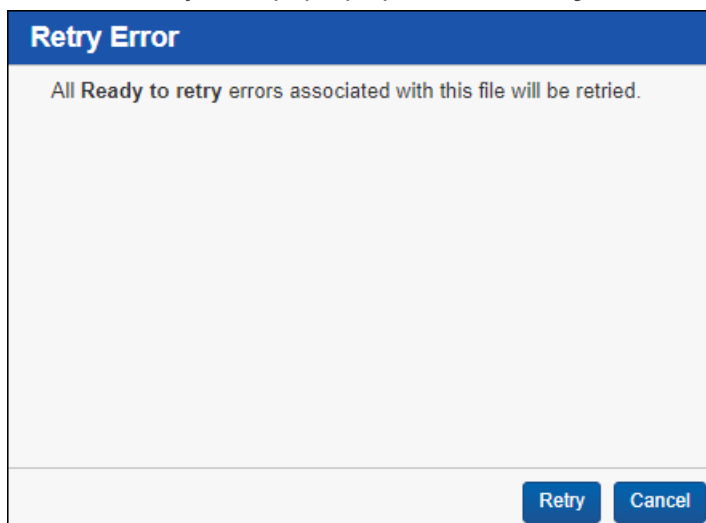 Retry Error
All Ready to retry errors associated with this file will be retried.
Retry Cancel